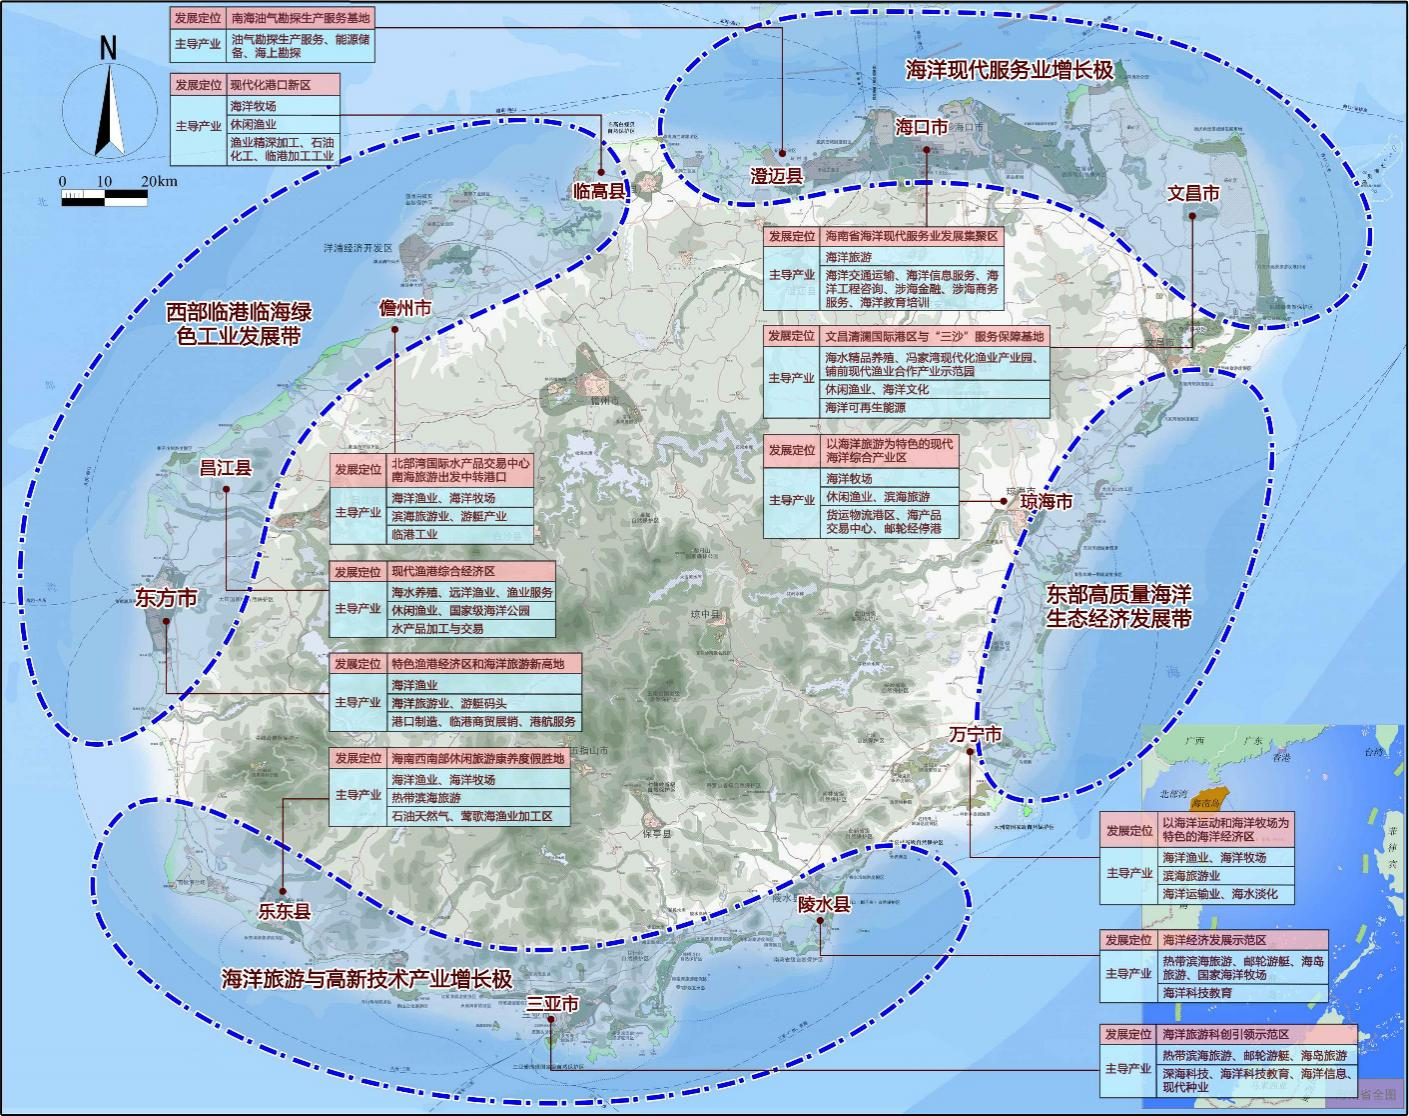 发展定位 南海油气勘探生产服务基地
主导产业 油气勘探生产服务、能源储
备、海上勘探
发展定位 现代化港口新区
主导产业
海洋牧场
休闲渔业
渔业精深加工、石油
化工、临港加工工业
N
0 10 20km
海洋现代服务业增长极
海口市
澄迈县
文昌市
临高县
洋浦经济开发区
西部临港临海绿
色工业发展带
儋州市
发展定位 海南省海洋现代服务业发展集聚区
主导产业
海洋旅游
海洋交通运输、海洋信息服务、海
洋工程咨询、涉海金融、涉海商务
服务、海洋教育培训
发展定位 文昌清澜国际港区与“三沙”服务保障基地
主导产业
海水精品养殖、冯家湾现代化渔业产业园、
铺前现代渔业合作产业示范园
休闲渔业、海洋文化
海洋可再生能源
文昌市
儋州市
发展定位 以海洋旅游为特色的现代
海洋综合产业区
主导产业
海洋牧场
休闲渔业、滨海旅游
货运物流港区、海产品
交易中心、邮轮经停港
琼海市
昌江县
发展定位 北部湾国际水产品交易中心
南海旅游出发中转港口
主导产业
海洋渔业、海洋牧场
滨海旅游业、游艇产业
临港工业
发展定位 现代渔港综合经济区
主导产业
海水养殖、远洋渔业、渔业服务
休闲渔业、国家级海洋公园
水产品加工与交易
东方市
东部高质量海洋
生态经济发展带
琼中县
发展定位 特色渔港经济区和海洋旅游新高地
主导产业
海洋渔业
海洋旅游业、游艇码头
港口制造、临港商贸展销、港航服务
万宁市
五指山市
发展定位 海南西南部休闲旅游康养度假胜地
主导产业
海洋渔业、海洋牧场
热带滨海旅游
石油天然气、莺歌海渔业加工区
保亭县
广西
广东
香港
台湾
北部湾
海南岛
菲
律
宾
发展定位 以海洋运动和海洋牧场为
特色的海洋经济区
主导产业
海洋渔业、海洋牧场
滨海旅游业
海洋运输业、海水淡化
乐东县
陵水县
发展定位 海洋经济发展示范区
主导产业
热带滨海旅游、邮轮游艇、海岛
旅游、国家海洋牧场
海洋科技教育
海洋旅游与高新技术产业增长极
三亚市
发展定位 海洋旅游科创引领示范区
主导产业
热带滨海旅游、邮轮游艇、海岛旅游
深海科技、海洋科技教育、海洋信息、
现代种业
省全图